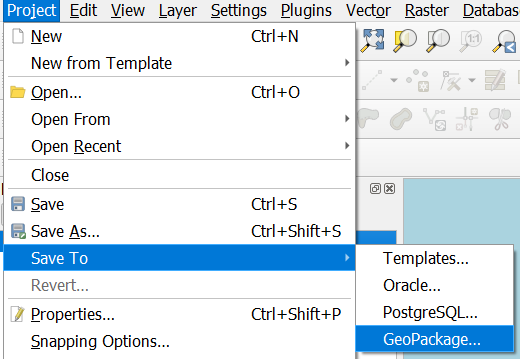 Project Edit View Layer Settings Plugins Vector Raster Databas
New Ctrl+N
New from Template
Open... Ctrl+O
Open From
Open Recent
Close
Save Ctrl+S
Save As... Ctrl+Shift+S
Save To
Templates...
Revert...
Oracle...
Properties... Ctrl+Shift+P
PostgreSQL...
Snapping Options...
GeoPackage...